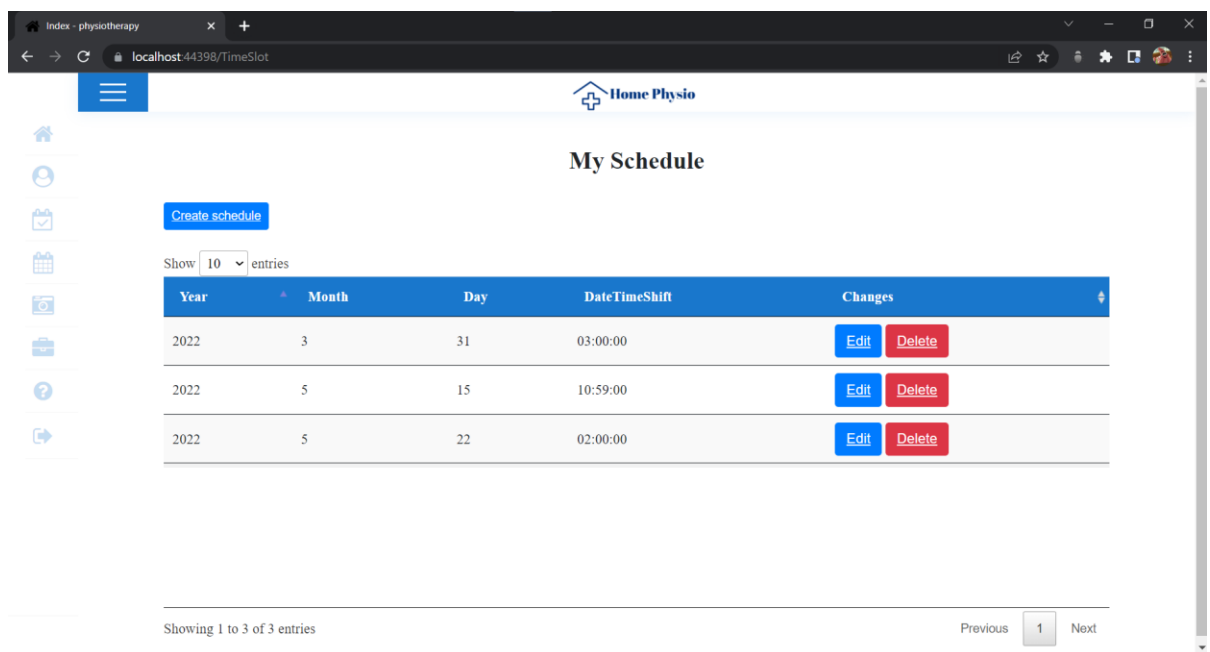 Index - physiotherapy
localhost:44398/TimeSlot
Home Physio
My Schedule
Create schedule
Show 10 entries
Year Month Day DateTimeShift Changes
2022 3 31 03:00:00 Edit Delete
2022 5 15 10:59:00 Edit Delete
2022 5 22 02:00:00 Edit Delete
Showing 1 to 3 of 3 entries Previous 1 Next